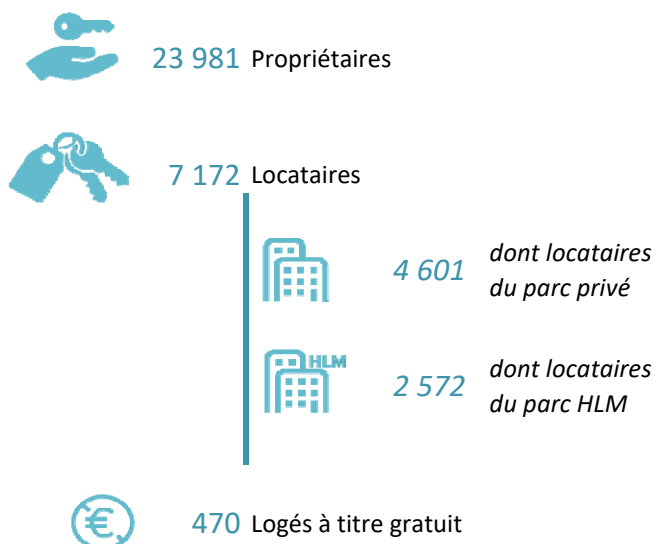 23 981 Propriétaires
7 172 Locataires
4 601 dont locataires
du parc privé
HLM
2 572 dont locataires
du parc HLM
€
470 Logés à titre gratuit